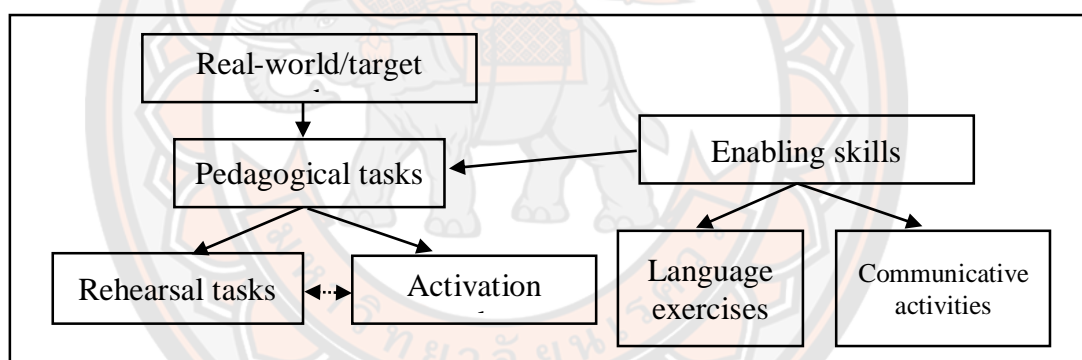 Real-world/target
Pedagogical tasks
Enabling skills
Rehearsal tasks
Activation
Language
exercises
Communicative
activities